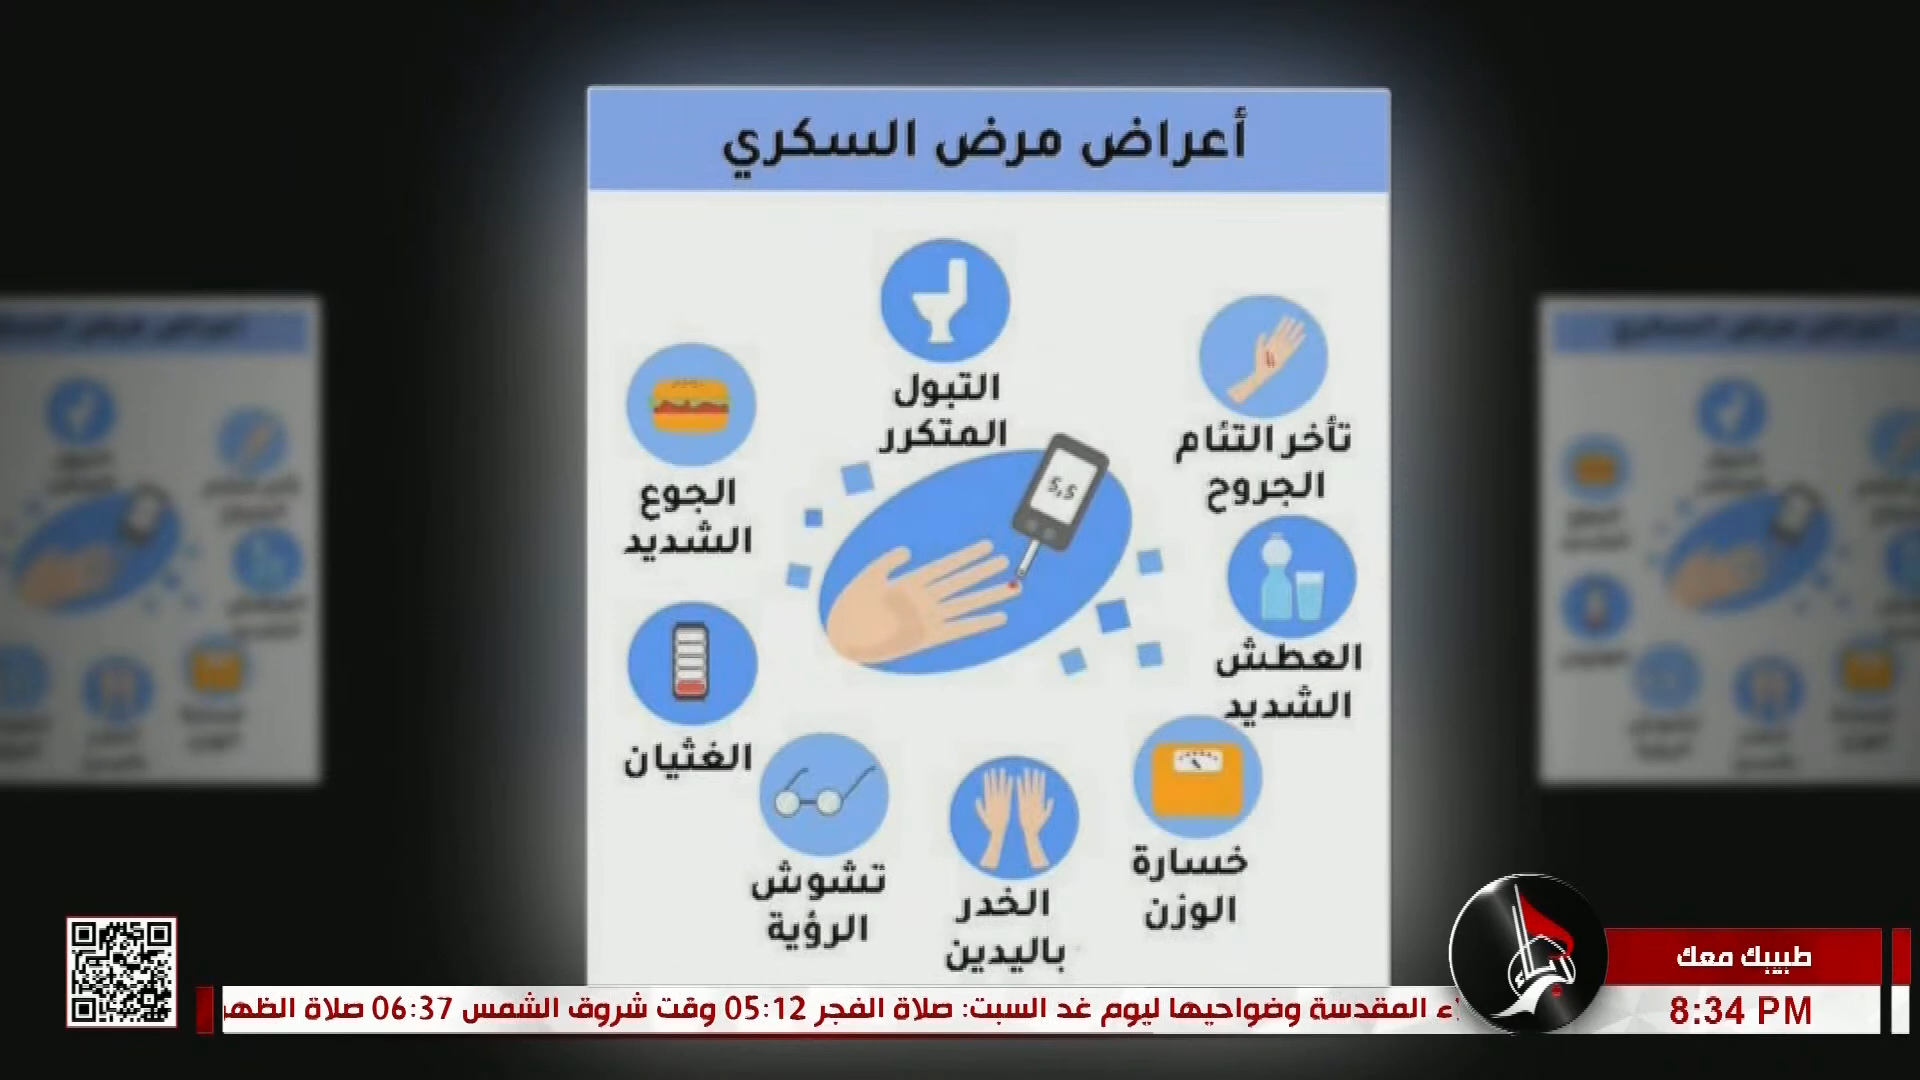 أعراض مرض السكري
التبول
المتكرر
تأخر التئام
الجروح
الجوع
الشديد
5,5
العطش
الشديد
الغثيان
خسارة
الوزن
تشوش
الرؤية
الخدر
باليدين
طبيبك معك
8:34 PM
المقدسة وضواحيها ليوم غد السبت: صلاة الفجر 05:12 وقت شروق الشمس 06:37 صلاة